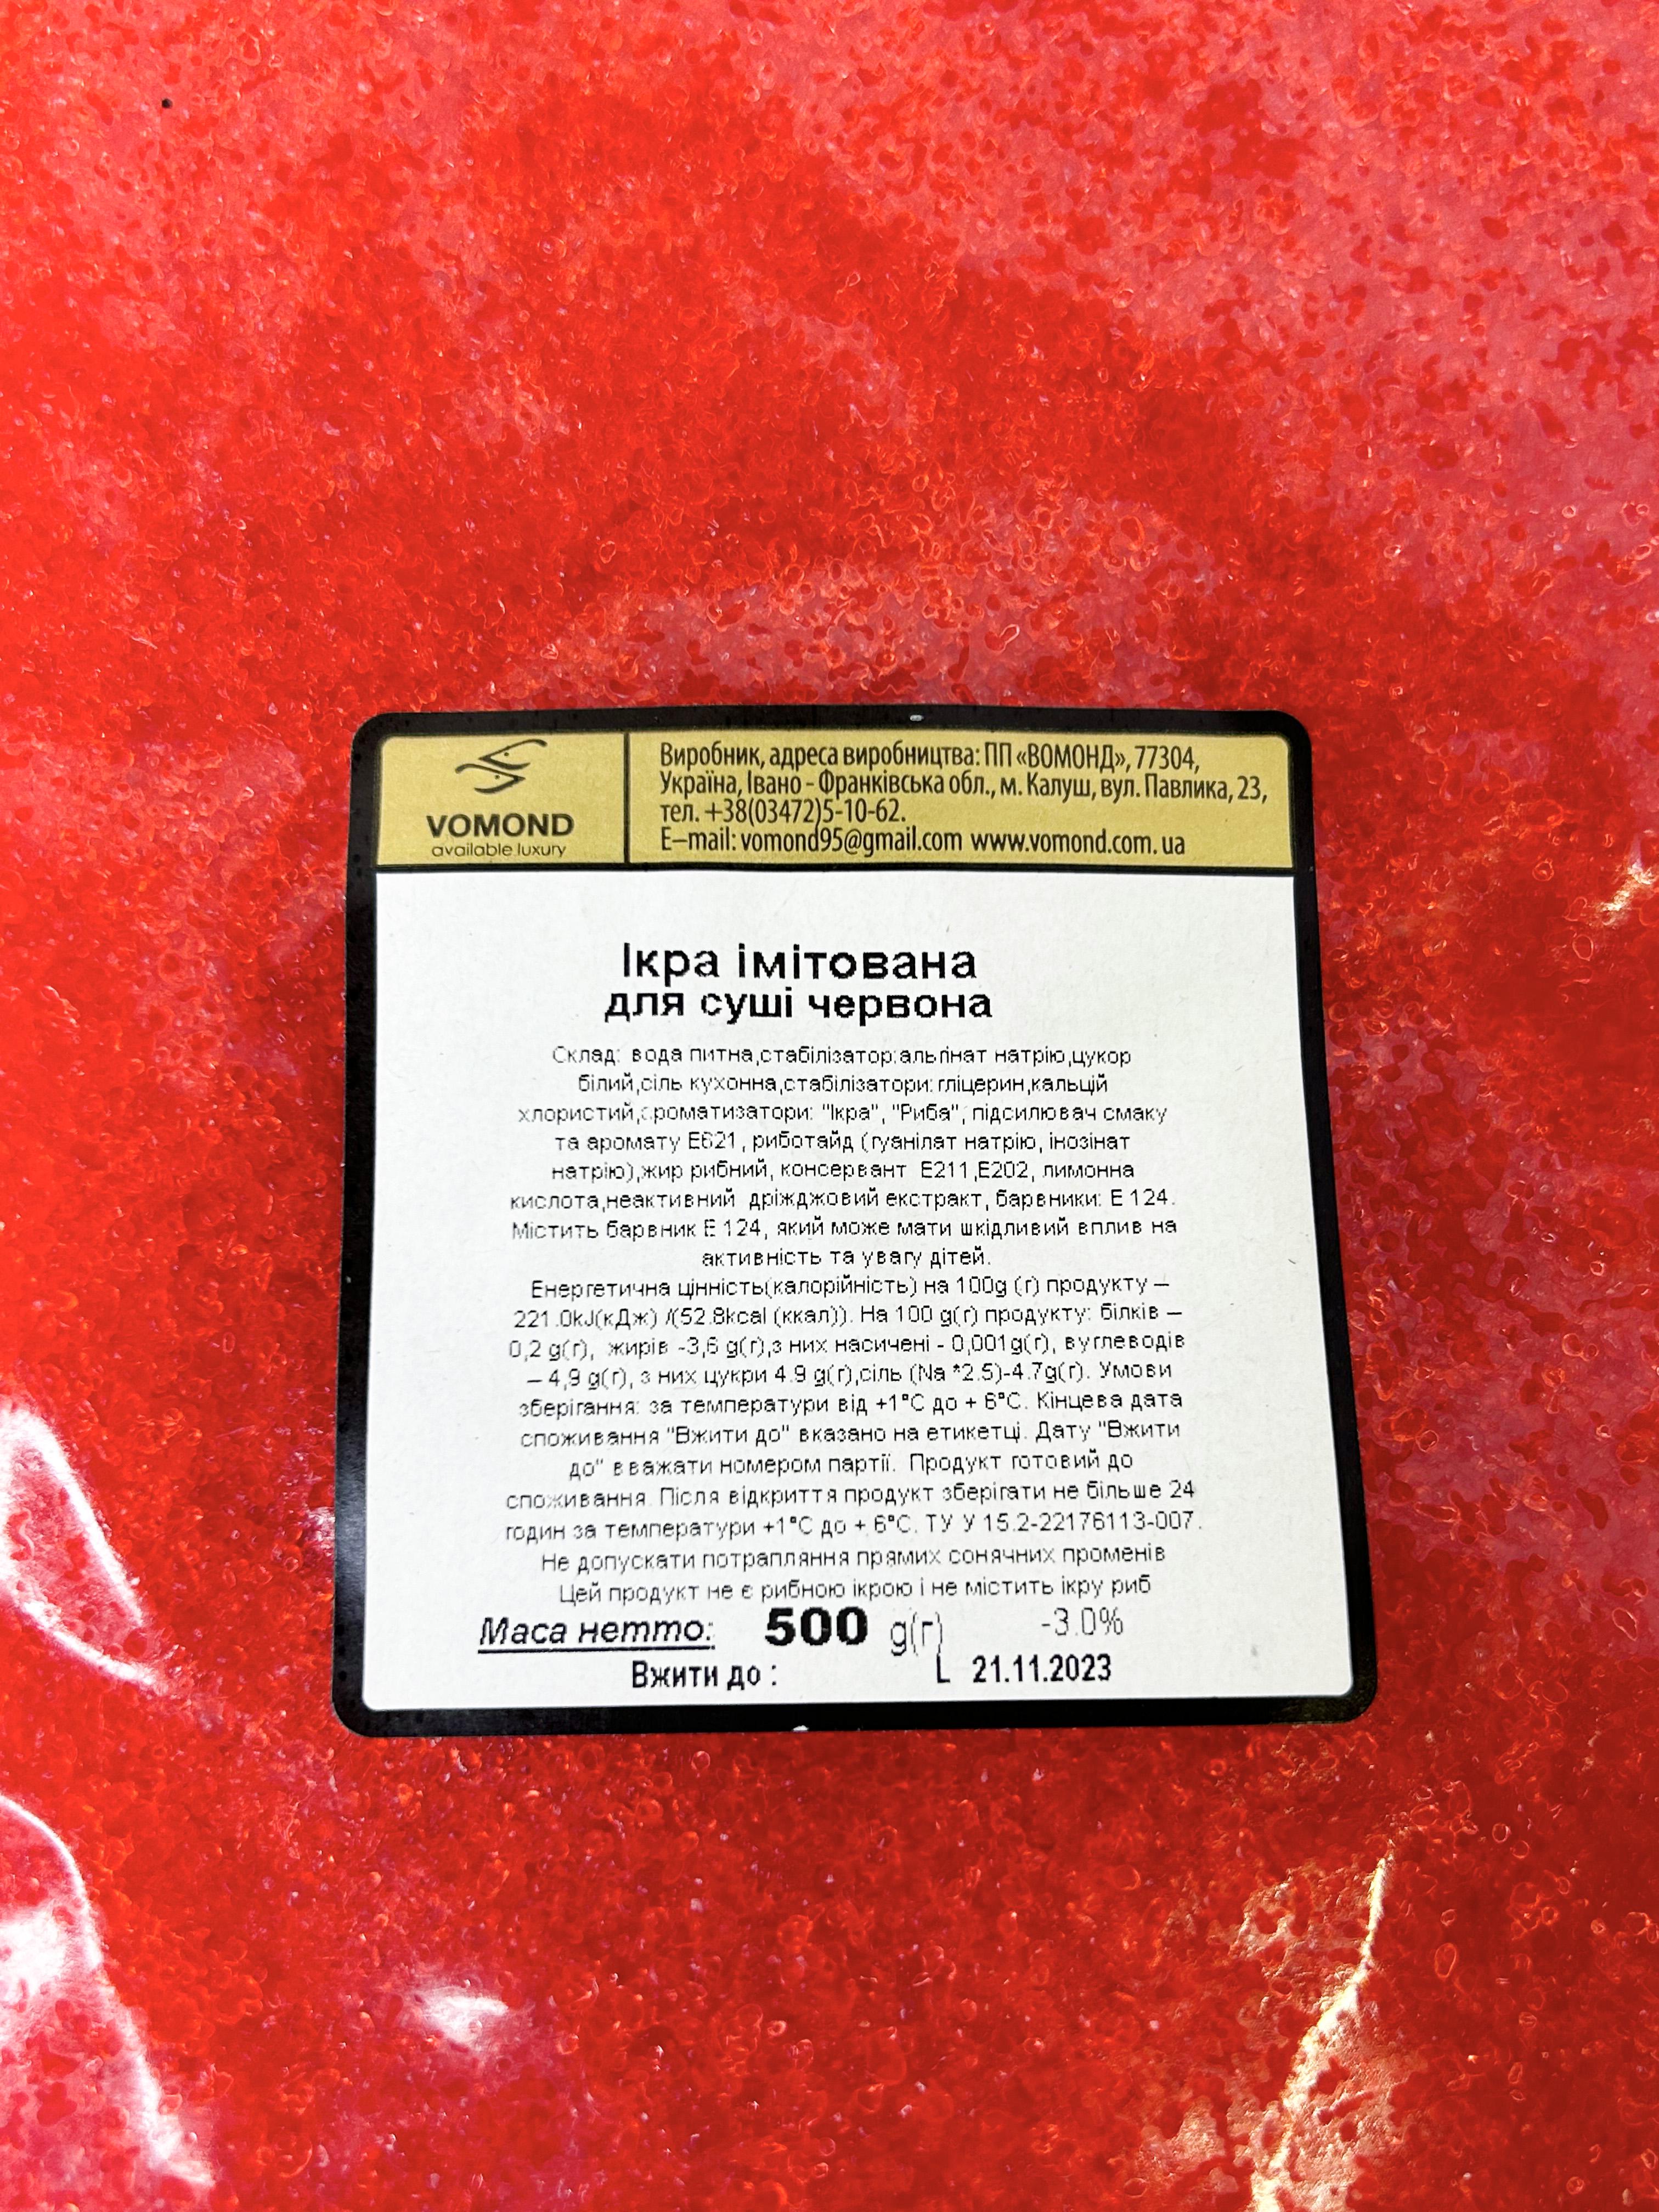 VOMOND
available luxury
Виробник, адреса виробництва: ПП «ВОМОНД», 77304,
Україна, Івано - Франківська обл., м. Калуш, вул. Павлика, 23,
тел. +38(03472)5-10-62.
E–mail: vomond95@gmail.com www.vomond.com.ua
Ікра імітована
для суші червона
Склад: вода питна,стабілізатор:альгінат натрію,цукор
білий,сіль кухонна,стабілізатори:гліцерин,кальцій
хлористий,ароматизатори: "Ікра", "Риба", підсилювач смаку
та аромату Е621, риботайд (гуанілат натрію, інозінат
натрію),жир рибний, консервант Е211,Е202, лимонна
кислота,неактивний дріжджовий екстракт, барвники: Е 124.
Містить барвник Е 124, який може мати шкідливий вплив на
активність та увагу дітей.
Енергетична цінність(калорійність) на 100g (г) продукту –
221.0kJ(кДж) /(52.8kcal (ккал)). На 100 g(г) продукту: білків –
0,2 g(г), жирів -3,6 g(г),з них насичені - 0,001g(г), вуглеводів
– 4,9 g(г), з них цукри 4.9 g(г),сіль (Na *2.5)-4.7g(г). Умови
зберігання: за температури від +1°С до + 6°С. Кінцева дата
споживання "Вжити до" вказано на етикетці. Дату "Вжити
до" вважати номером партії. Продукт готовий до
споживання. Після відкриття продукт зберігати не більше 24
годин за температури +1°С до + 6°С. ТУ У 15.2-22176113-007.
Не допускати потрапляння прямих сонячних променів
Цей продукт не є рибною ікрою і не містить ікру риб
Маса нетто: 500 g(г) -3.0%
Вжити до : L 21.11.2023